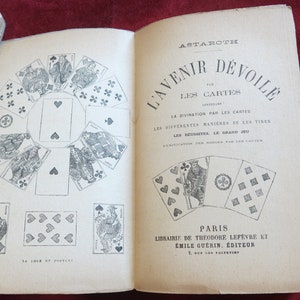 ASTAROTH
L'AVENIR DÉVOILÉ
PAR
LES CARTES
LA DIVINATION PAR LES CARTES
LES DIFFÉRENTES MANIÈRES DE LES TIRER
LES RÉUSSITES, LE GRAND JEU
PARIS
LIBRAIRIE DE THÉODORE LEFÈVRE ET
ÉMILE GUÉRIN, ÉDITEUR